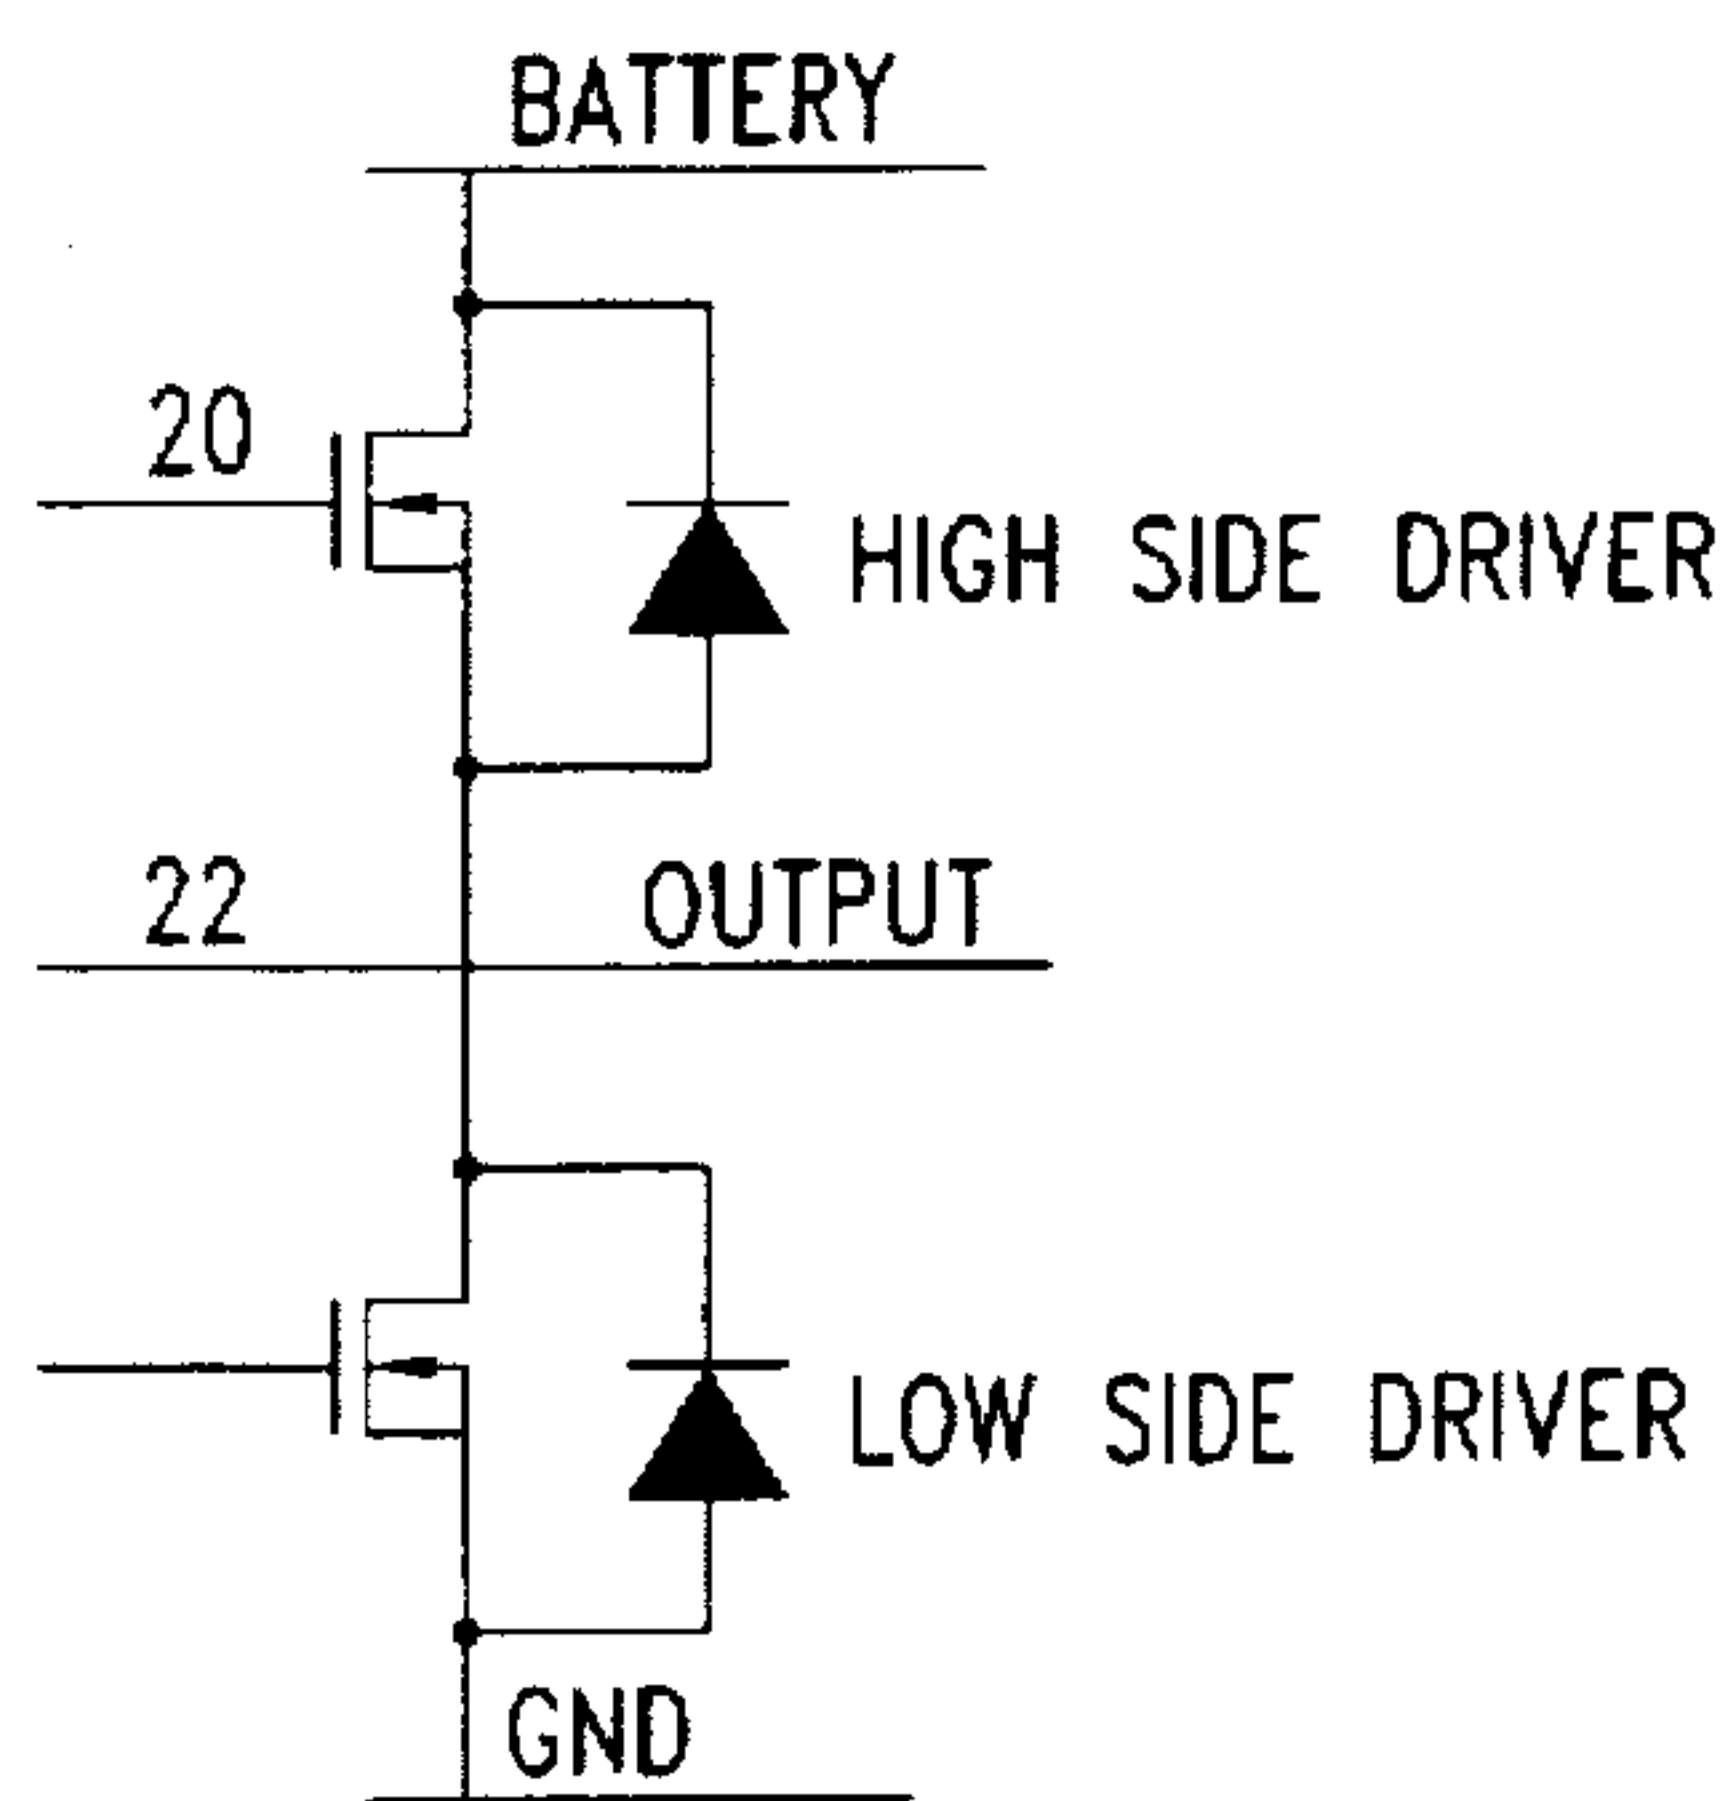 BATTERY
20
HIGH SIDE DRIVER
22
OUTPUT
LOW SIDE DRIVER
GND